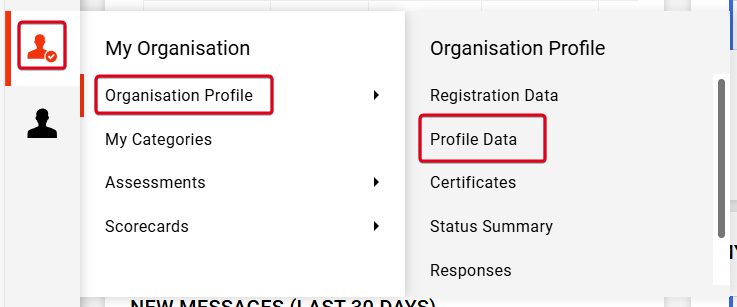 My Organisation
Organisation Profile
My Categories
Assessments
Scorecards
Organisation Profile
Registration Data
Profile Data
Certificates
Status Summary
Responses
NEW MESSAGES (LAST 30 DAYS)